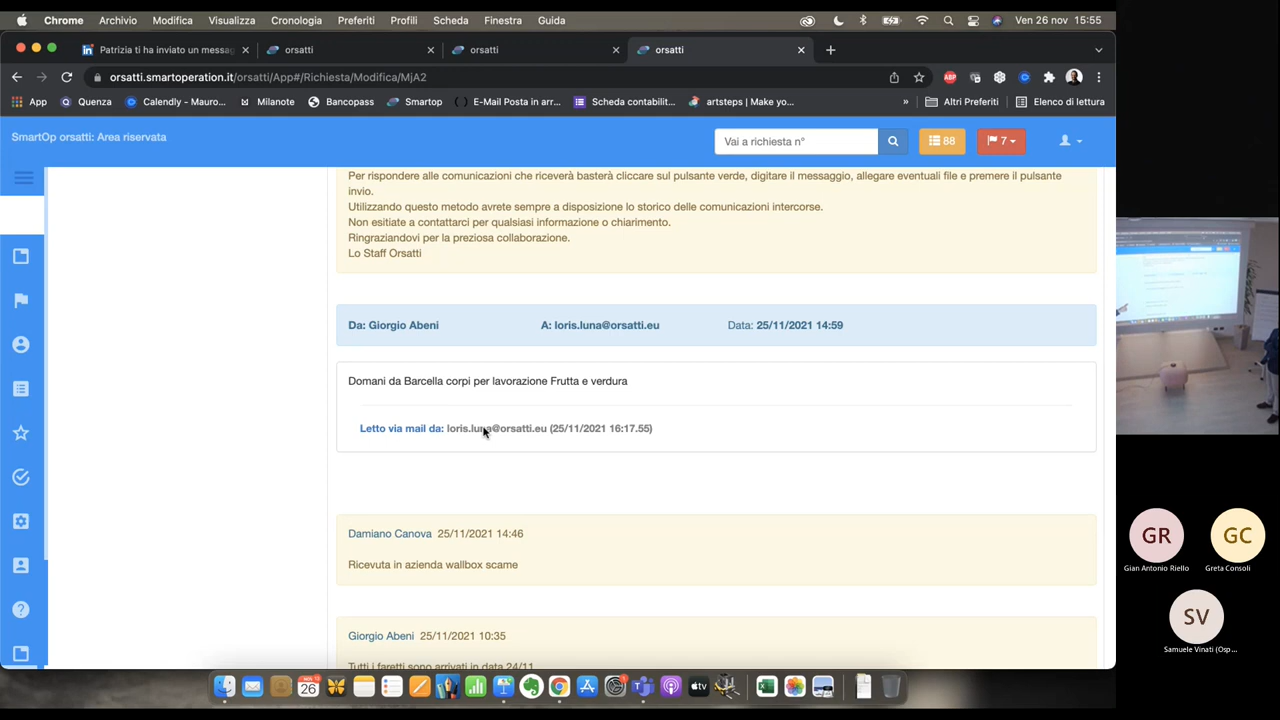 Chrome Archivio Modifica Visualizza Cronologia Preferiti Profili Scheda Finestra Guida Ven 26 nov 15:55
Patrizia ti ha inviato un messag orsatti orsatti orsatti
orsatti.smartoperation.it/orsatti/App#/Richiesta/Modifica/MjA2
App Quenza Calendly - Mauro... Milanote Bancopass Smartop E-Mail Posta in arr... Scheda contabilit... artsteps | Make yo... » Altri Preferiti Elenco di lettura
SmartOp orsatti: Area riservata
Vai a richiesta n° 88 7
Per rispondere alle comunicazioni che riceverà basterà cliccare sul pulsante verde, digitare il messaggio, allegare eventuali file e premere il pulsante
invio.
Utilizzando questo metodo avrete sempre a disposizione lo storico delle comunicazioni intercorse.
Non esitiate a contattarci per qualsiasi informazione o chiarimento.
Ringraziandovi per la preziosa collaborazione.
Lo Staff Orsatti
Da: Giorgio Abeni A: loris.luna@orsatti.eu Data: 25/11/2021 14:59
Domani da Barcella corpi per lavorazione Frutta e verdura
Letto via mail da: loris.luna@orsatti.eu (25/11/2021 16:17.55)
Damiano Canova 25/11/2021 14:46
Ricevuta in azienda wallbox scame
Giorgio Abeni 25/11/2021 10:35
Tutti i faretti sono arrivati in data 24/11
GR
Gian Antonio Riello
GC
Greta Consoli
SV
Samuele Vinati (Osp...
26
tv